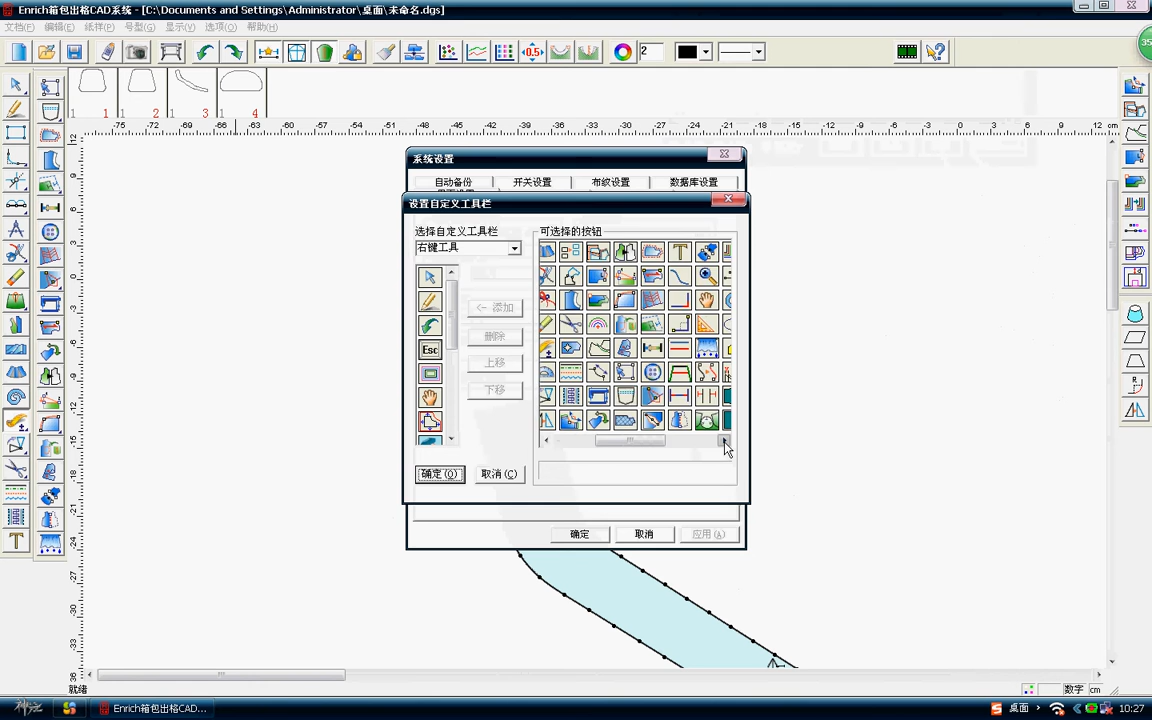 Enrich箱包出格CAD系统 - [C:\Documents and Settings\Administrator\桌面\未命名.dgs]
文档(F) 编辑(E) 纸样(P) 号型(G) 显示(V) 选项(O) 帮助(H)
2
35
1 1 1 2 1 3 1 4
-75 -72 -69 -66 -63 -60 -57 -54 -51 -48 -45 -42 -39 -36 -33 -30 -27 -24 -21 -18 -15 -12 -9 -6 -3 0 3 6 9 12 cm
系统设置
自动备份 开关设置 布纹设置 数据库设置
设置自定义工具栏
选择自定义工具栏 可选择的按钮
右键工具
<- 添加
删除
Esc
上移
下移
确定(O) 取消(C)
确定 取消 应用(A)
就绪 数字 cm
Enrich箱包出格CAD系... 桌面 10:27